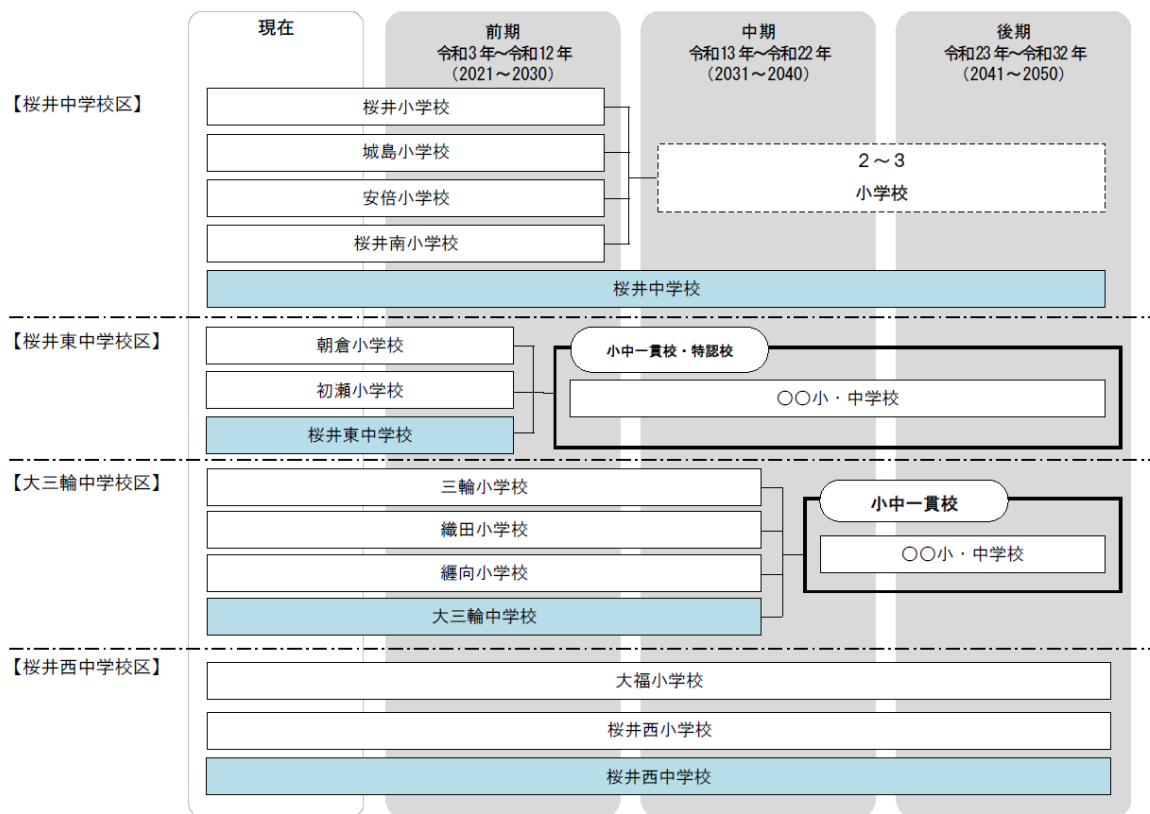 現在
前期
令和3年~令和12年
(2021~2030)
中期
令和13年~令和22年
(2031~2040)
後期
令和23年~令和32年
(2041~2050)
【桜井中学校区】
桜井小学校
城島小学校
安倍小学校
桜井南小学校
2~3
小学校
桜井中学校
【桜井東中学校区】
朝倉小学校
初瀬小学校
桜井東中学校
小中一貫校・特認校
〇〇小・中学校
【大三輪中学校区】
三輪小学校
織田小学校
纒向小学校
大三輪中学校
小中一貫校
〇〇小・中学校
【桜井西中学校区】
大福小学校
桜井西小学校
桜井西中学校